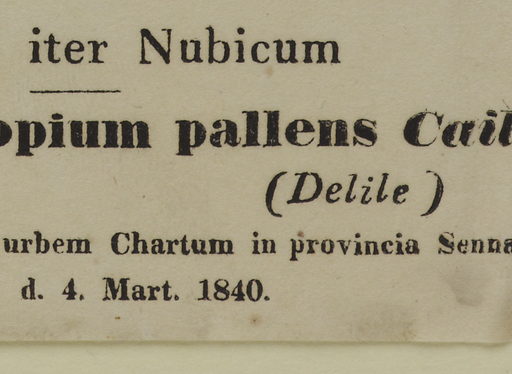 iter Nubicum
opium pallens Cail
(Delile)
urbem Chartum in provincia Senna
d. 4. Mart. 1840.